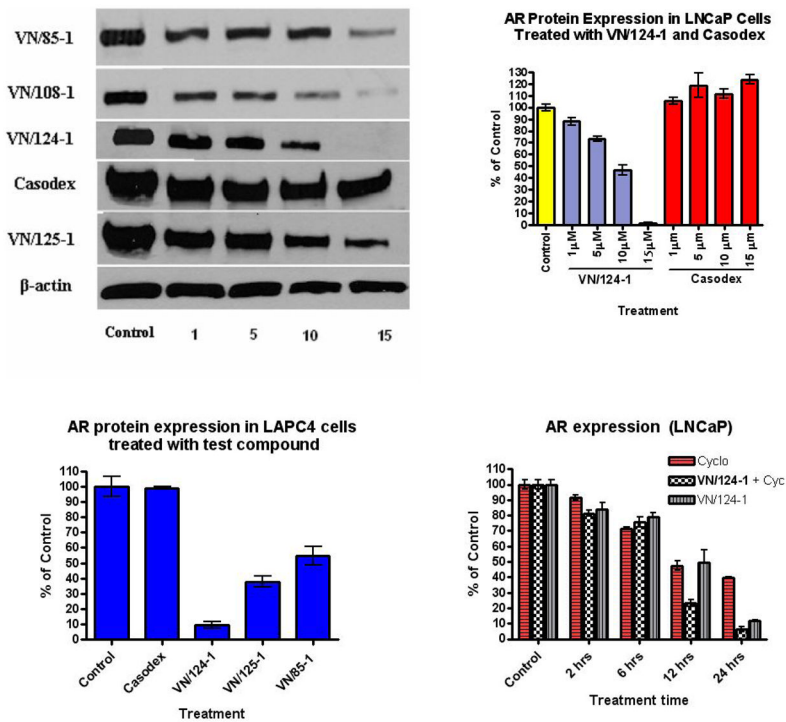 VN/85-1
VN/108-1
VN/124-1
Casodex
VN/125-1
β-actin
Control 1 5 10 15
AR Protein Expression in LNCaP Cells
Treated with VN/124-1 and Casodex
% of Control
130
120
110
100
90
80
70
60
50
40
30
20
10
0
Control
1µM
5µM
10µM
15µM
1µm
5 µm
10 µm
15 µm
VN/124-1 Casodex
Treatment
AR protein expression in LAPC4 cells
treated with test compound
% of Control
110
100
90
80
70
60
50
40
30
20
10
0
Control
Casodex
VN/124-1
VN/125-1
VN/85-1
Treatment
AR expression (LNCaP)
Cyclo
VN/124-1 + Cyc
VN/124-1
% of Control
110
100
90
80
70
60
50
40
30
20
10
0
Control
2 hrs
6 hrs
12 hrs
24 hrs
Treatment time